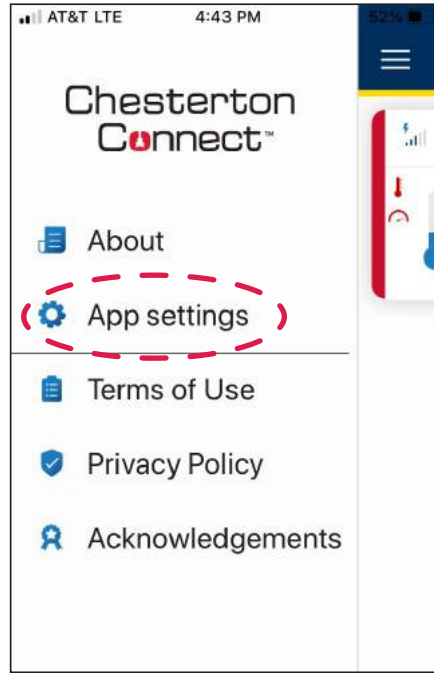 AT&T LTE 4:43 PM 52%
Chesterton
Connect™
About
App settings
Terms of Use
Privacy Policy
Acknowledgements